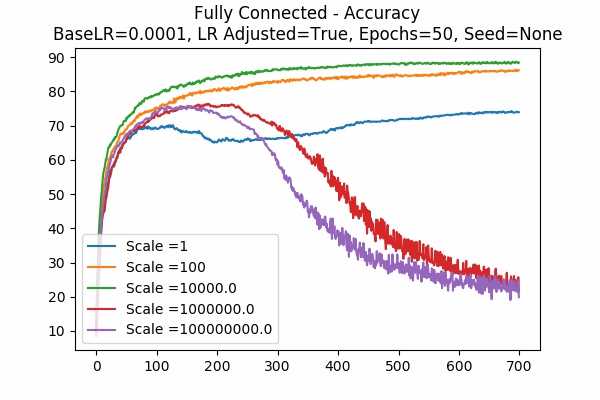 Fully Connected - Accuracy
BaseLR=0.0001, LR Adjusted=True, Epochs=50, Seed=None
90
80
70
60
50
40
30
20
10
Scale =1
Scale =100
Scale =10000.0
Scale =1000000.0
Scale =100000000.0
0 100 200 300 400 500 600 700